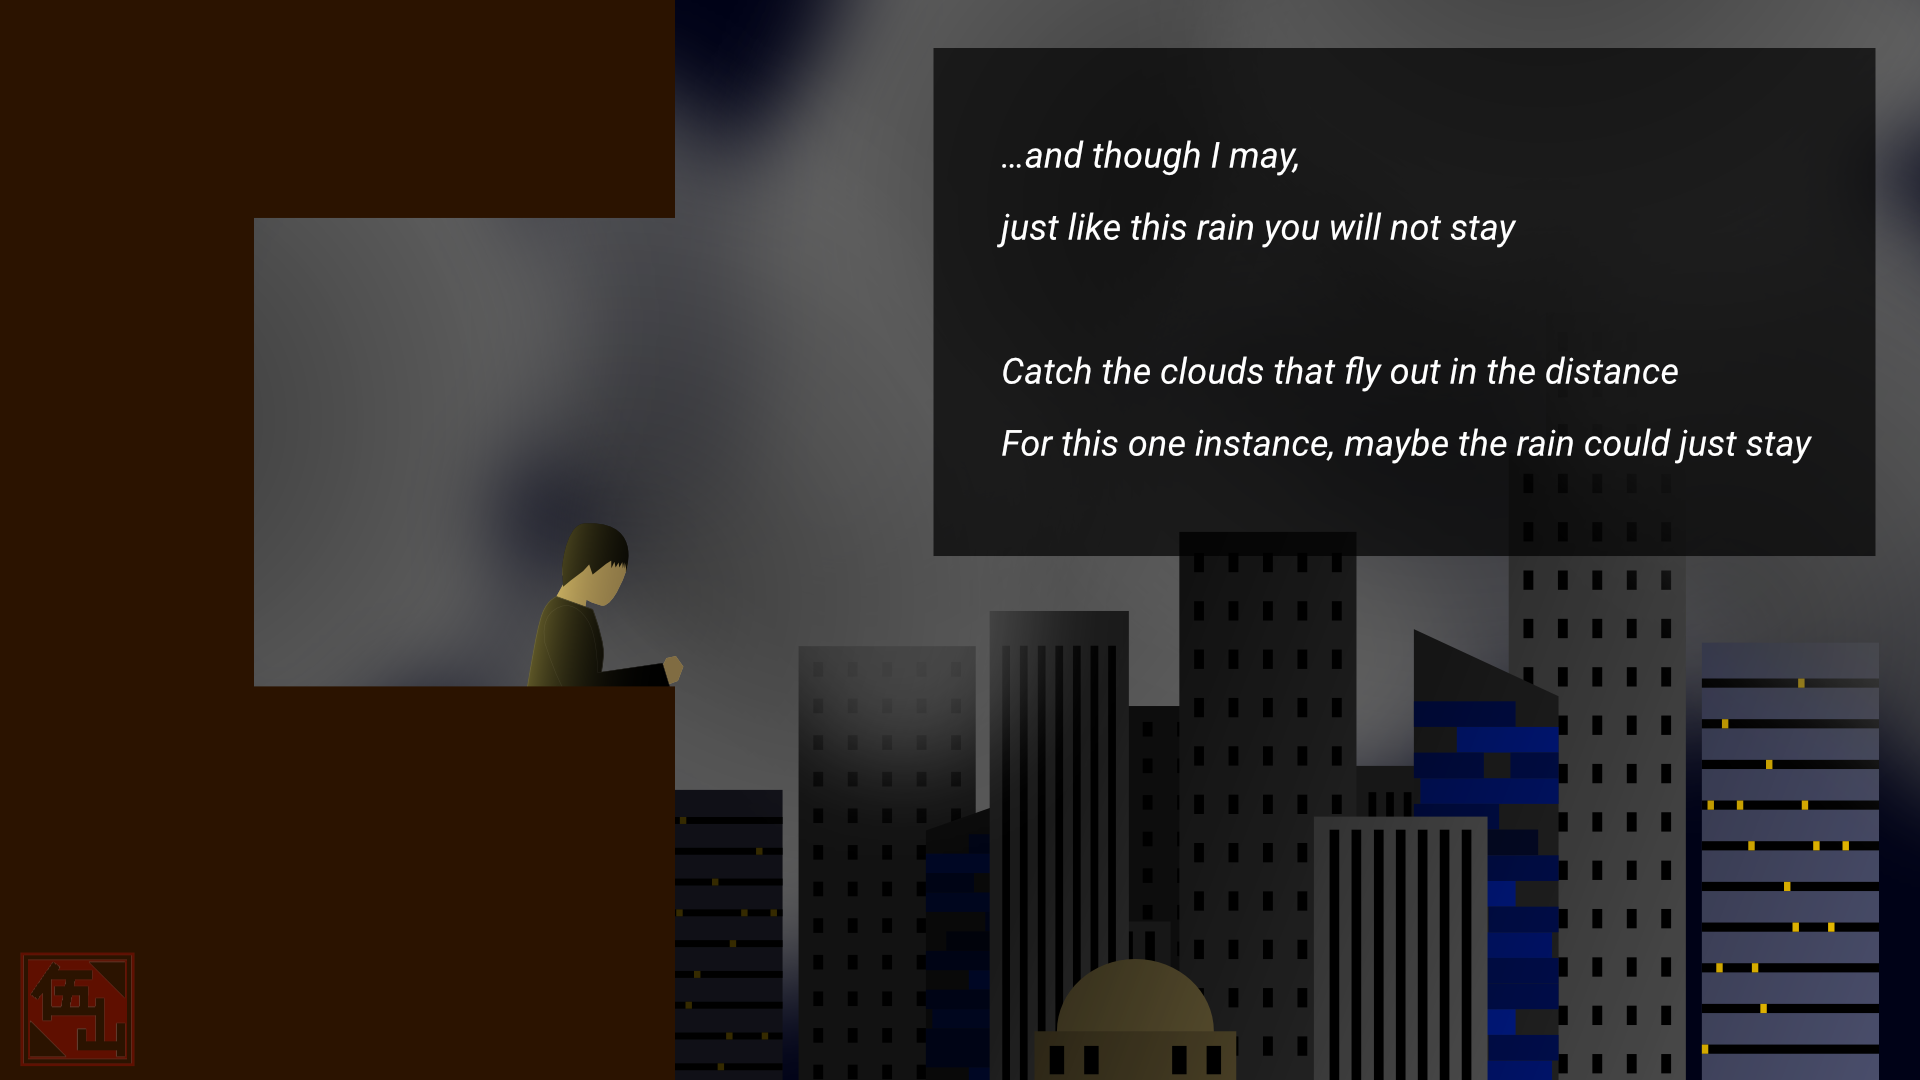 …and though I may,
just like this rain you will not stay
Catch the clouds that fly out in the distance
For this one instance, maybe the rain could just stay